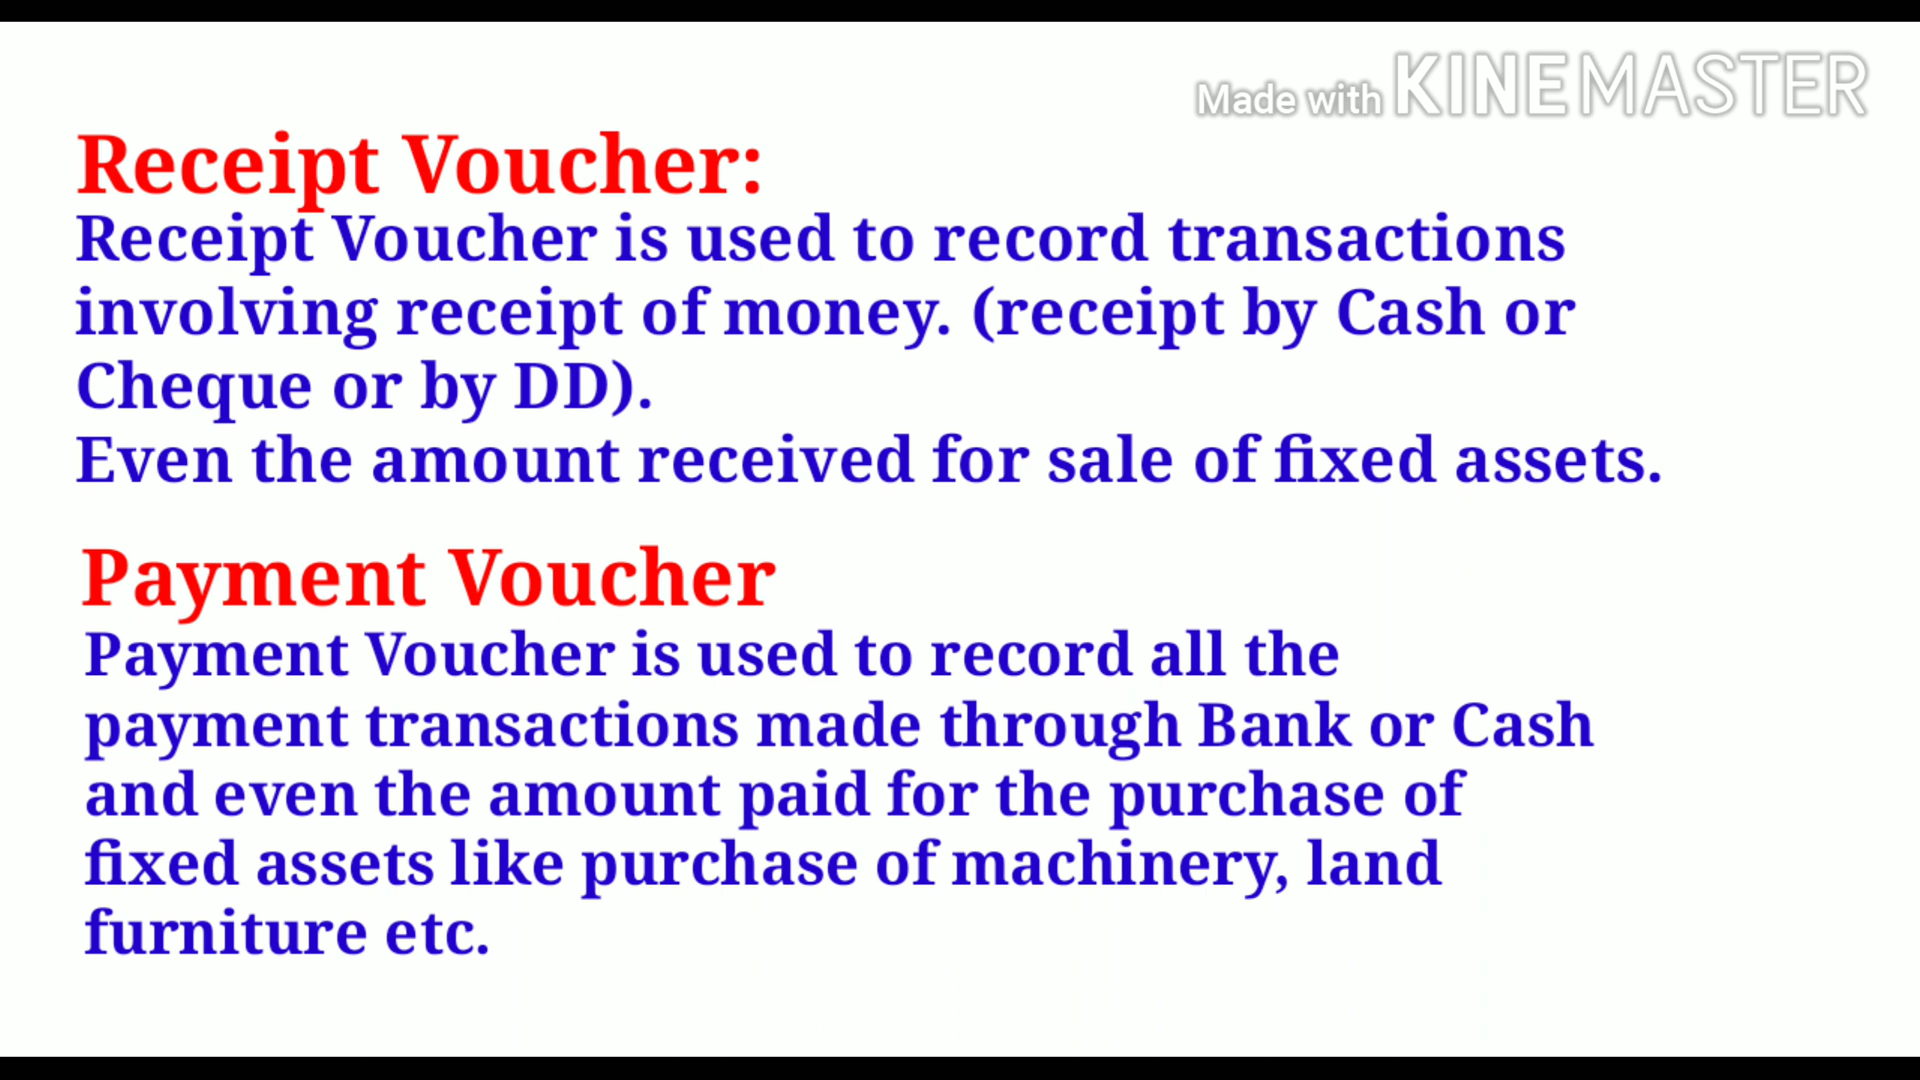 Made with KINEMASTER
Receipt Voucher:
Receipt Voucher is used to record transactions
involving receipt of money. (receipt by Cash or
Cheque or by DD).
Even the amount received for sale of fixed assets.
Payment Voucher
Payment Voucher is used to record all the
payment transactions made through Bank or Cash
and even the amount paid for the purchase of
fixed assets like purchase of machinery, land
furniture etc.